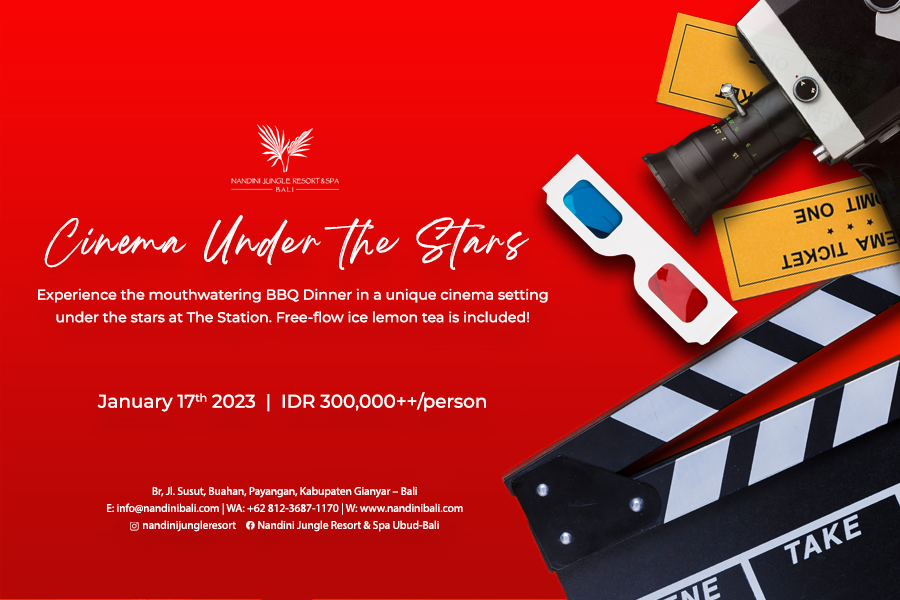 NANDINI JUNGLE RESORT & SPA
BALI
Cinema Under the Stars
Experience the mouthwatering BBQ Dinner in a unique cinema setting
under the stars at The Station. Free-flow ice lemon tea is included!
January 17th 2023 | IDR 300,000++/person
Br, Jl. Susut, Buahan, Payangan, Kabupaten Gianyar – Bali
E: info@nandinibali.com | WA: +62 812-3687-1170 | W: www.nandinibali.com
nandinijungleresort Nandini Jungle Resort & Spa Ubud-Bali
CINEMA TICKET
ADMIT ONE
TAKE